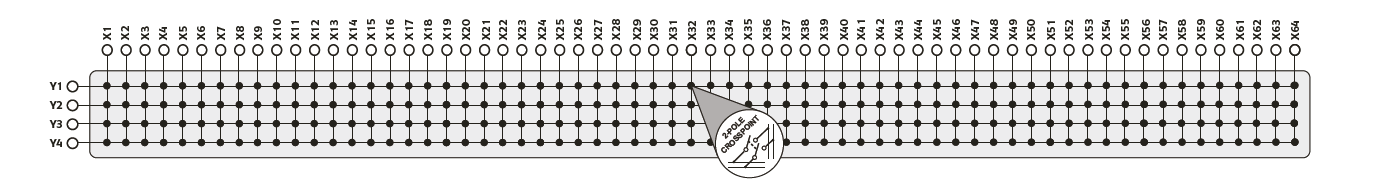 X1 X2 X3 X4 X5 X6 X7 X8 X9 X10 X11 X12 X13 X14 X15 X16 X17 X18 X19 X20 X21 X22 X23 X24 X25 X26 X27 X28 X29 X30 X31 X32 X33 X34 X35 X36 X37 X38 X39 X40 X41 X42 X43 X44 X45 X46 X47 X48 X49 X50 X51 X52 X53 X54 X55 X56 X57 X58 X59 X60 X61 X62 X63 X64
Y1
Y2
Y3
Y4
2-POLE
CROSSPOINT